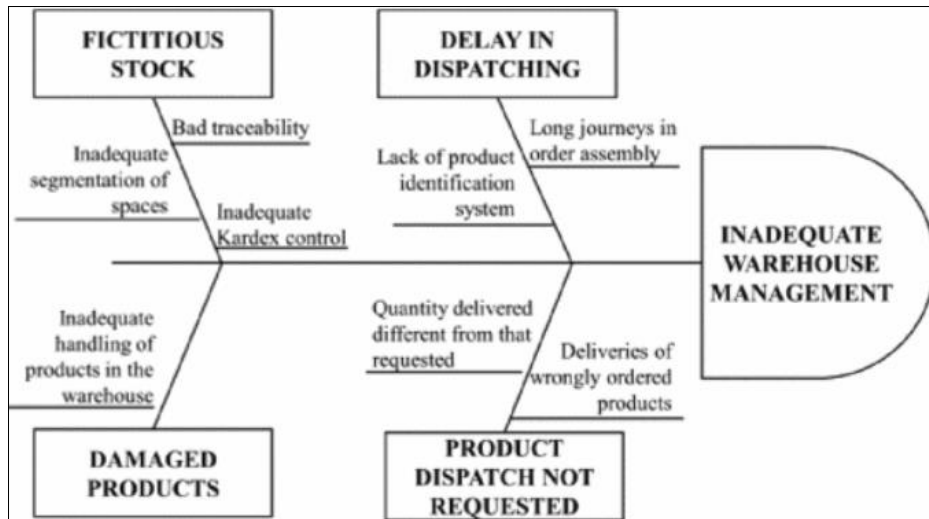 FICTITIOUS
STOCK
DELAY IN
DISPATCHING
Bad traceability
Inadequate
segmentation of
spaces
Inadequate
Kardex control
Long journeys in
order assembly
Lack of product
identification
system
INADEQUATE
WAREHOUSE
MANAGEMENT
Inadequate
handling of
products in the
warehouse
Quantity delivered
different from that
requested
Deliveries of
wrongly ordered
products
DAMAGED
PRODUCTS
PRODUCT
DISPATCH NOT
REQUESTED